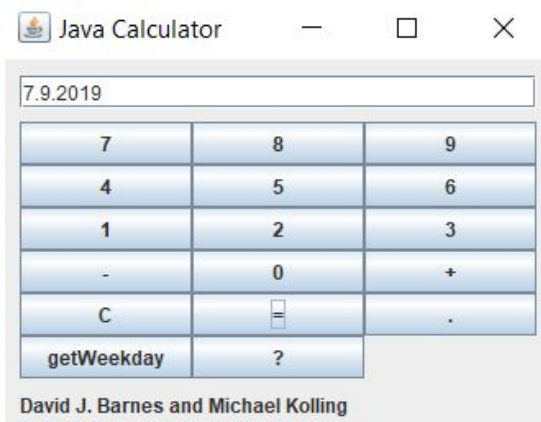 Java Calculator
7.9.2019
7 8 9
4 5 6
1 2 3
- 0 +
C = .
getWeekday ?
David J. Barnes and Michael Kolling